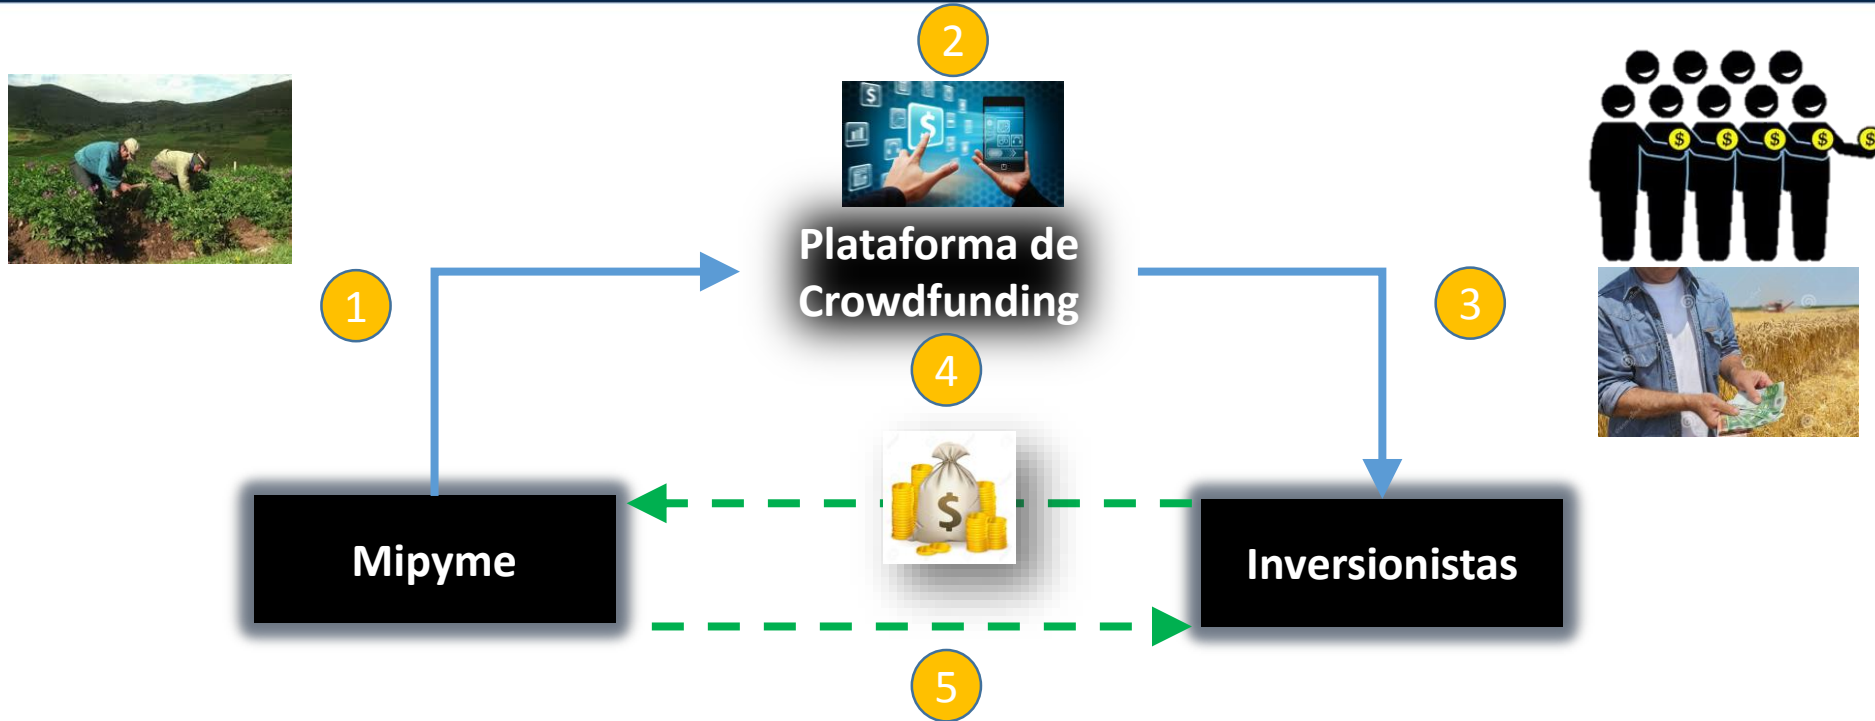 2
1
Plataforma de
Crowdfunding
3
4
$
Mipyme
Inversionistas
5